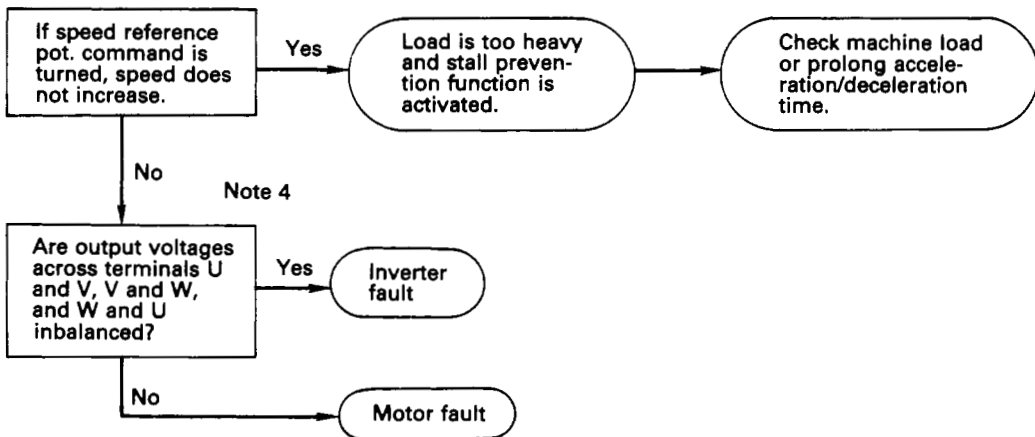 If speed reference
pot. command is
turned, speed does
not increase.
Yes
Load is too heavy
and stall preven-
tion function is
activated.
Check machine load
or prolong accele-
ration/deceleration
time.
No
Note 4
Are output voltages
across terminals U
and V, V and W,
and W and U
inbalanced?
Yes
Inverter
fault
No
Motor fault